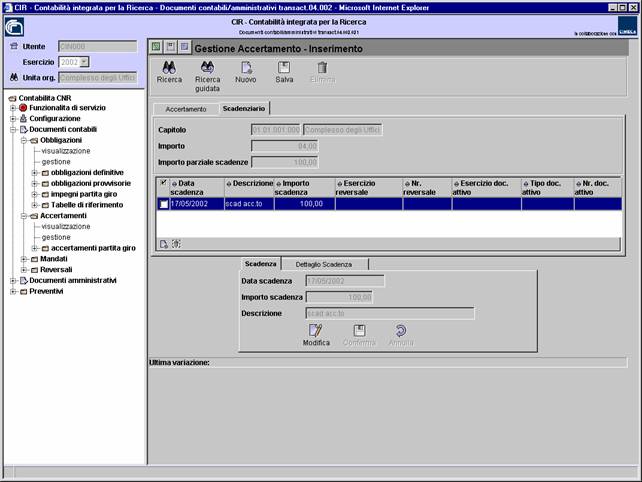 CIR - Contabilità integrata per la Ricerca - Documenti contabili/amministrativi transact.04.002 - Microsoft Internet Explorer
CIR - Contabilità integrata per la Ricerca
Documenti contabili/amministrativi transact.04.002.021
in collaborazione con CINECA
Utente CIN000
Esercizio 2002
Unita org. Complesso degli Uffici
Gestione Accertamento - Inserimento
Ricerca Ricerca guidata Nuovo Salva Elimina
Contabilita CNR
Funzionalita di servizio
Configurazione
Documenti contabili
Obbligazioni
visualizzazione
gestione
obbligazioni definitive
obbligazioni provvisorie
impegni partita giro
Tabelle di riferimento
Accertamenti
visualizzazione
gestione
accertamenti partita giro
Mandati
Reversali
Documenti amministrativi
Preventivi
Accertamento Scadenziario
Capitolo 01.01.001.000 Complesso degli Uffici
Importo 84,00
Importo parziale scadenze 100,00
Data scadenza Descrizione Importo scadenza Esercizio reversale Nr. reversale Esercizio doc. attivo Tipo doc. attivo Nr. doc. attivo
17/05/2002 scad acc.to 100,00
Scadenza Dettaglio Scadenza
Data scadenza 17/05/2002
Importo scadenza 100,00
Descrizione scad acc.to
Modifica Conferma Annulla
Ultima variazione: